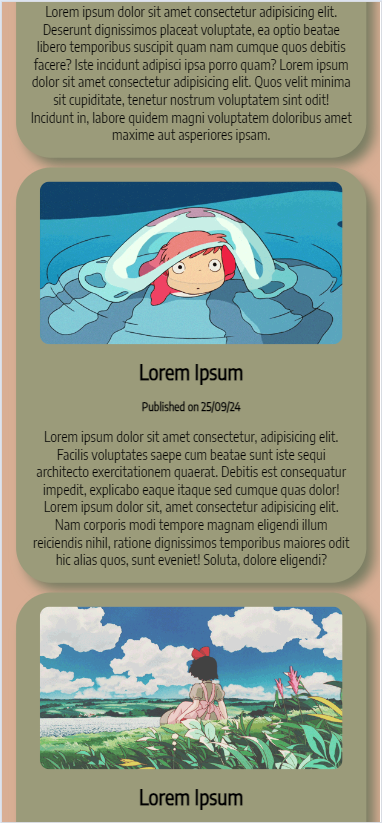 Lorem ipsum dolor sit amet consectetur adipisicing elit.
Deserunt dignissimos placeat voluptate, ea optio beatae
libero temporibus suscipit quam nam cumque quos debitis
facere? Iste incidunt adipisci ipsa porro quam? Lorem ipsum
dolor sit amet consectetur adipisicing elit. Quos velit minima
sit cupiditate, tenetur nostrum voluptatem sint odit!
Incidunt in, labore quidem magni voluptatem doloribus amet
maxime aut asperiores ipsam.
Lorem Ipsum
Published on 25/09/24
Lorem ipsum dolor sit amet consectetur, adipisicing elit.
Facilis voluptates saepe cum beatae sunt iste sequi
architecto exercitationem quaerat. Debitis est consequatur
impedit, explicabo eaque itaque sed cumque quas dolor!
Lorem ipsum dolor sit, amet consectetur adipisicing elit.
Nam corporis modi tempore magnam eligendi illum
reiciendis nihil, ratione dignissimos temporibus maiores odit
hic alias quos, sunt eveniet! Soluta, dolore eligendi?
Lorem Ipsum